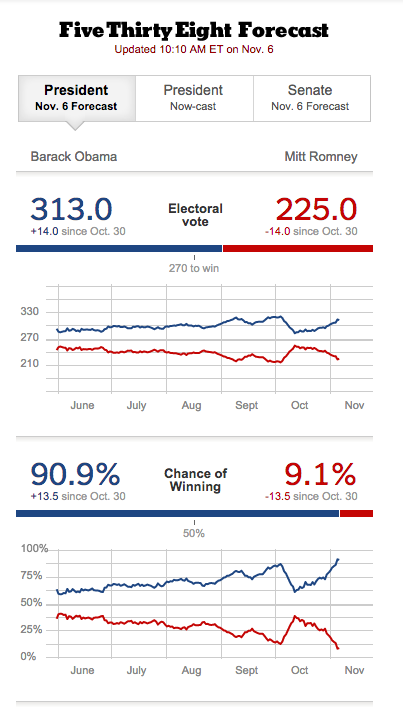 FiveThirtyEight Forecast
Updated 10:10 AM ET on Nov. 6
President
Nov. 6 Forecast
President
Now-cast
Senate
Nov. 6 Forecast
Barack Obama
Mitt Romney
313.0
+14.0 since Oct. 30
Electoral
vote
225.0
-14.0 since Oct. 30
270 to win
330
270
210
June July Aug Sept Oct Nov
90.9%
+13.5 since Oct. 30
Chance of
Winning
9.1%
-13.5 since Oct. 30
50%
100%
75%
50%
25%
0%
June July Aug Sept Oct Nov